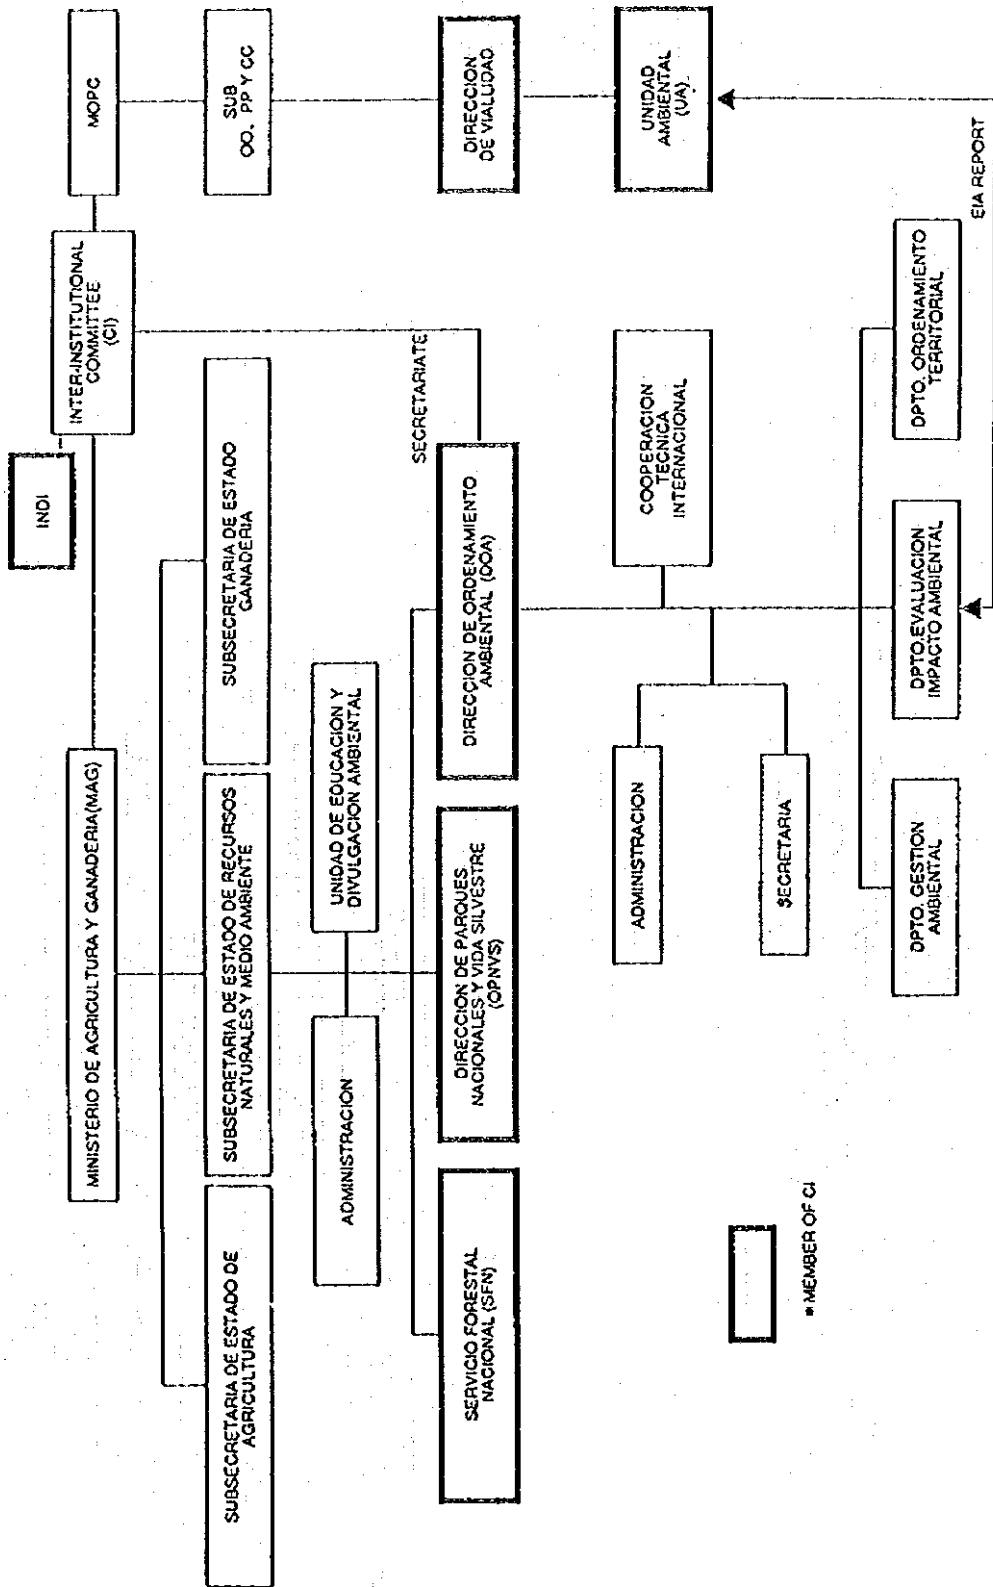 INDI
INTER-INSTITUTIONAL
COMMITTEE
(CI)
MOPC
MINISTERIO DE AGRICULTURA Y GANADERIA(MAG)
SUBSECRETARIA DE ESTADO DE
AGRICULTURA
SUBSECRETARIA DE ESTADO DE RECURSOS
NATURALES Y MEDIO AMBIENTE
SUBSECRETARIA DE ESTADO
GANADERIA
SUB
OO. PP Y CC
ADMINISTRACION
UNIDAD DE EDUCACION Y
DIVULGACION AMBIENTAL
SECRETARIATE
SERVICIO FORESTAL
NACIONAL (SFN)
DIRECCION DE PARQUES
NACIONALES Y VIDA SILVESTRE
(OPNVS)
DIRECCION DE ORDENAMIENTO
AMBIENTAL (DOA)
DIRECCION
DE VIALUDAD
ADMINISTRACION
COOPERACION
TECNICA
INTERNACIONAL
UNIDAD
AMBIENTAL
(UA)
SECRETARIA
MEMBER OF CI
DPTO. GESTION
AMBIENTAL
DPTO.EVALUACION
IMPACTO AMBIENTAL
DPTO. ORDENAMIENTO
TERRITORIAL
EIA REPORT